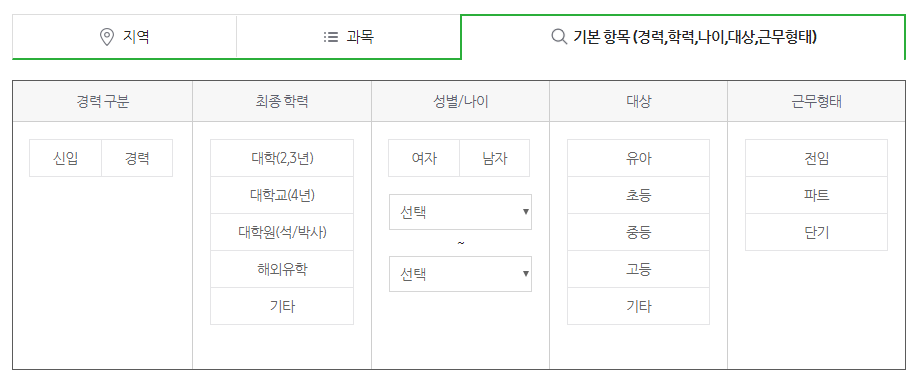 지역
과목
기본 항목 (경력,학력,나이,대상,근무형태)
경력 구분
최종 학력
성별/나이
대상
근무형태
신입 경력
대학(2,3년)
대학교(4년)
대학원(석/박사)
해외유학
기타
여자 남자
선택
~
선택
유아
초등
중등
고등
기타
전임
파트
단기